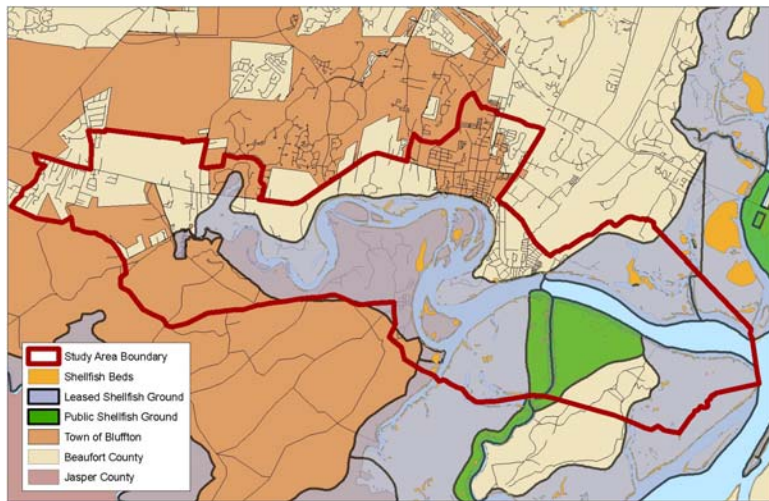 Study Area Boundary
Shellfish Beds
Leased Shellfish Ground
Public Shellfish Ground
Town of Bluffton
Beaufort County
Jasper County